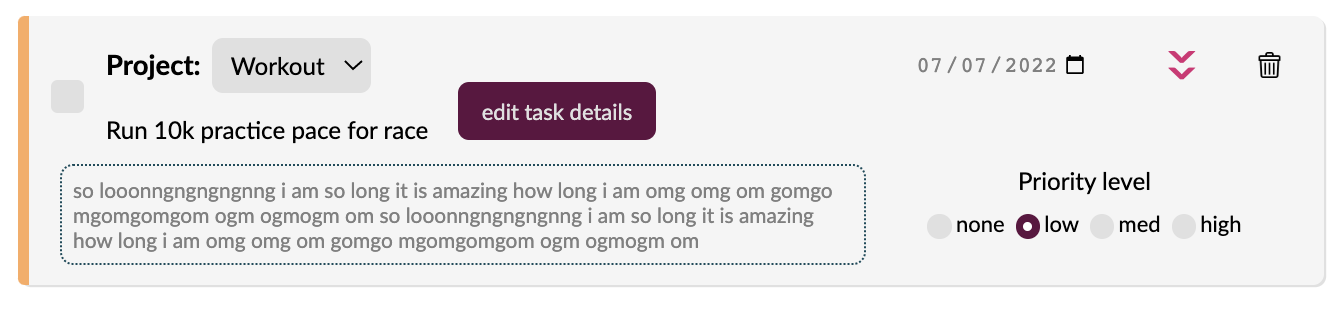 Project: Workout
07/07/2022
edit task details
Run 10k practice pace for race
so looonngngngngnng i am so long it is amazing how long i am omg omg om gomgo
mgomgomgom ogm ogmogm om so looonngngngngnng i am so long it is amazing
how long i am omg omg om gomgo mgomgomgom ogm ogmogm om
Priority level
none low med high